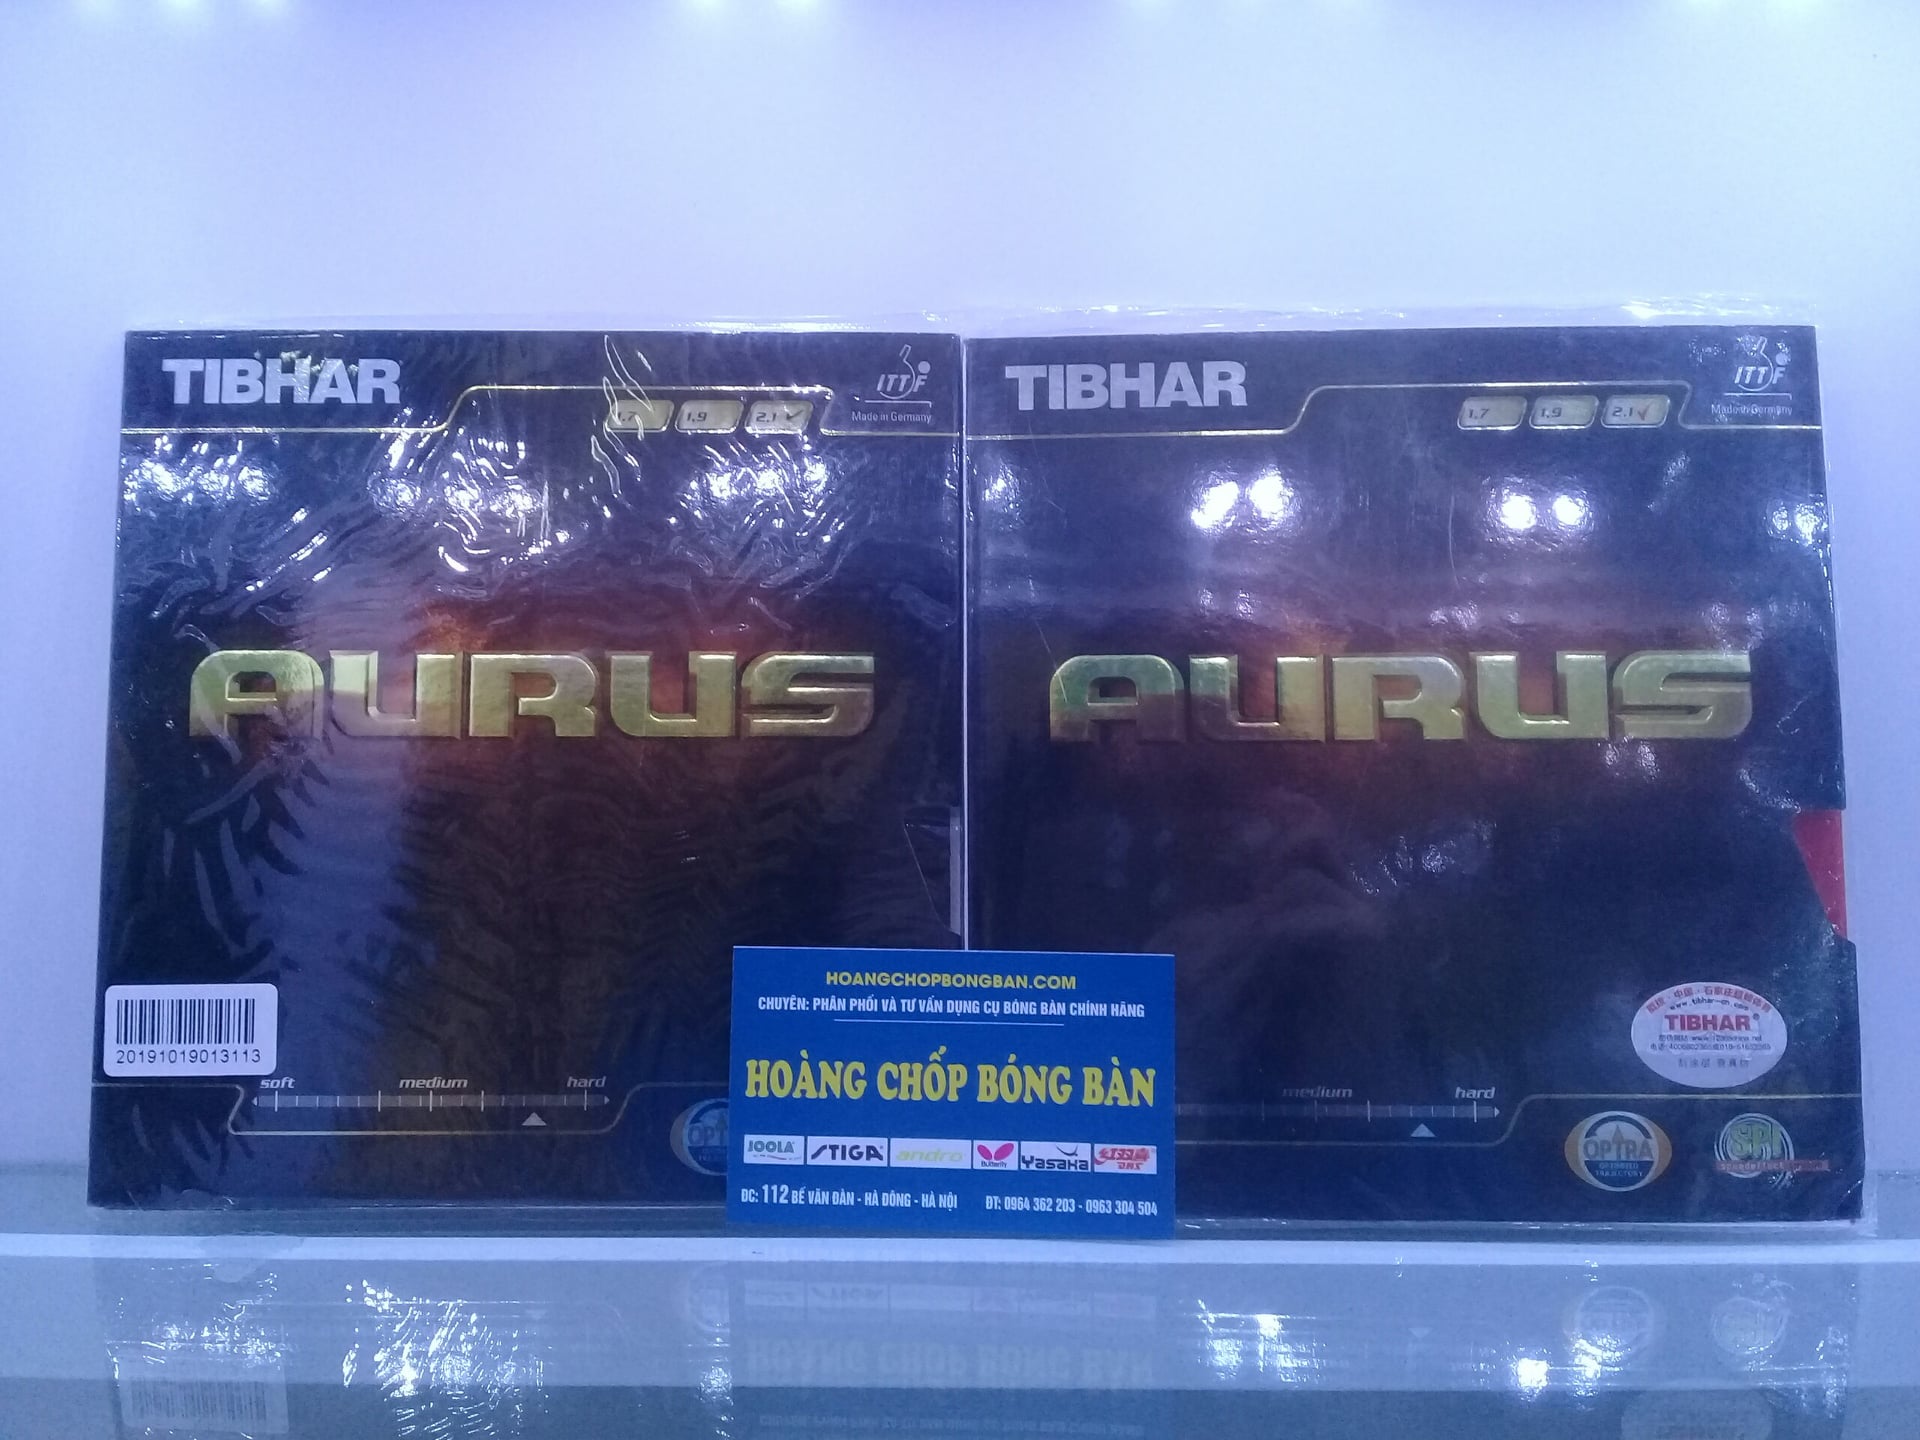 TIBHAR
1.7 1.9 2.1
ITTF
Made in Germany
AURUS
20191019013113
soft medium hard
TIBHAR
1.7 1.9 2.1
ITTF
Made in Germany
AURUS
TIBHAR
medium hard
OPTRA
HOANGCHOPBONGBAN.COM
CHUYÊN: PHÂN PHỐI VÀ TƯ VẤN DỤNG CỤ BÓNG BÀN CHÍNH HÃNG
HOÀNG CHỐP BÓNG BÀN
JOOLA STIGA andro Butterfly Yasaka DHS
ĐC: 112 BẾ VĂN ĐÀN - HÀ ĐÔNG - HÀ NỘI ĐT: 0964 362 203 - 0963 304 504